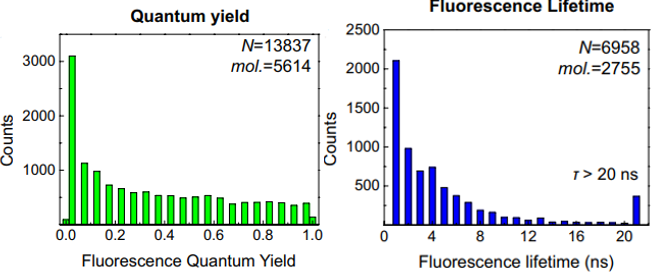 Quantum yield
N=13837
mol.=5614
3000
2000
1000
Counts
0.0 0.2 0.4 0.6 0.8 1.0
Fluorescence Quantum Yield
Fluorescence Lifetime
2500
N=6958
mol.=2755
2000
1500
1000
500
τ > 20 ns
0
Counts
0 4 8 12 16 20
Fluorescence lifetime (ns)